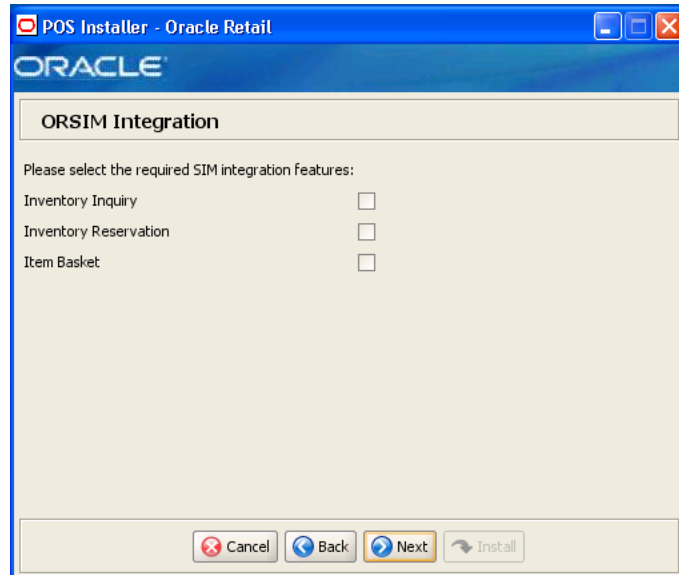 POS Installer - Oracle Retail
ORACLE
ORSIM Integration
Please select the required SIM integration features:
Inventory Inquiry
Inventory Reservation
Item Basket
Cancel
Back
Next
Install